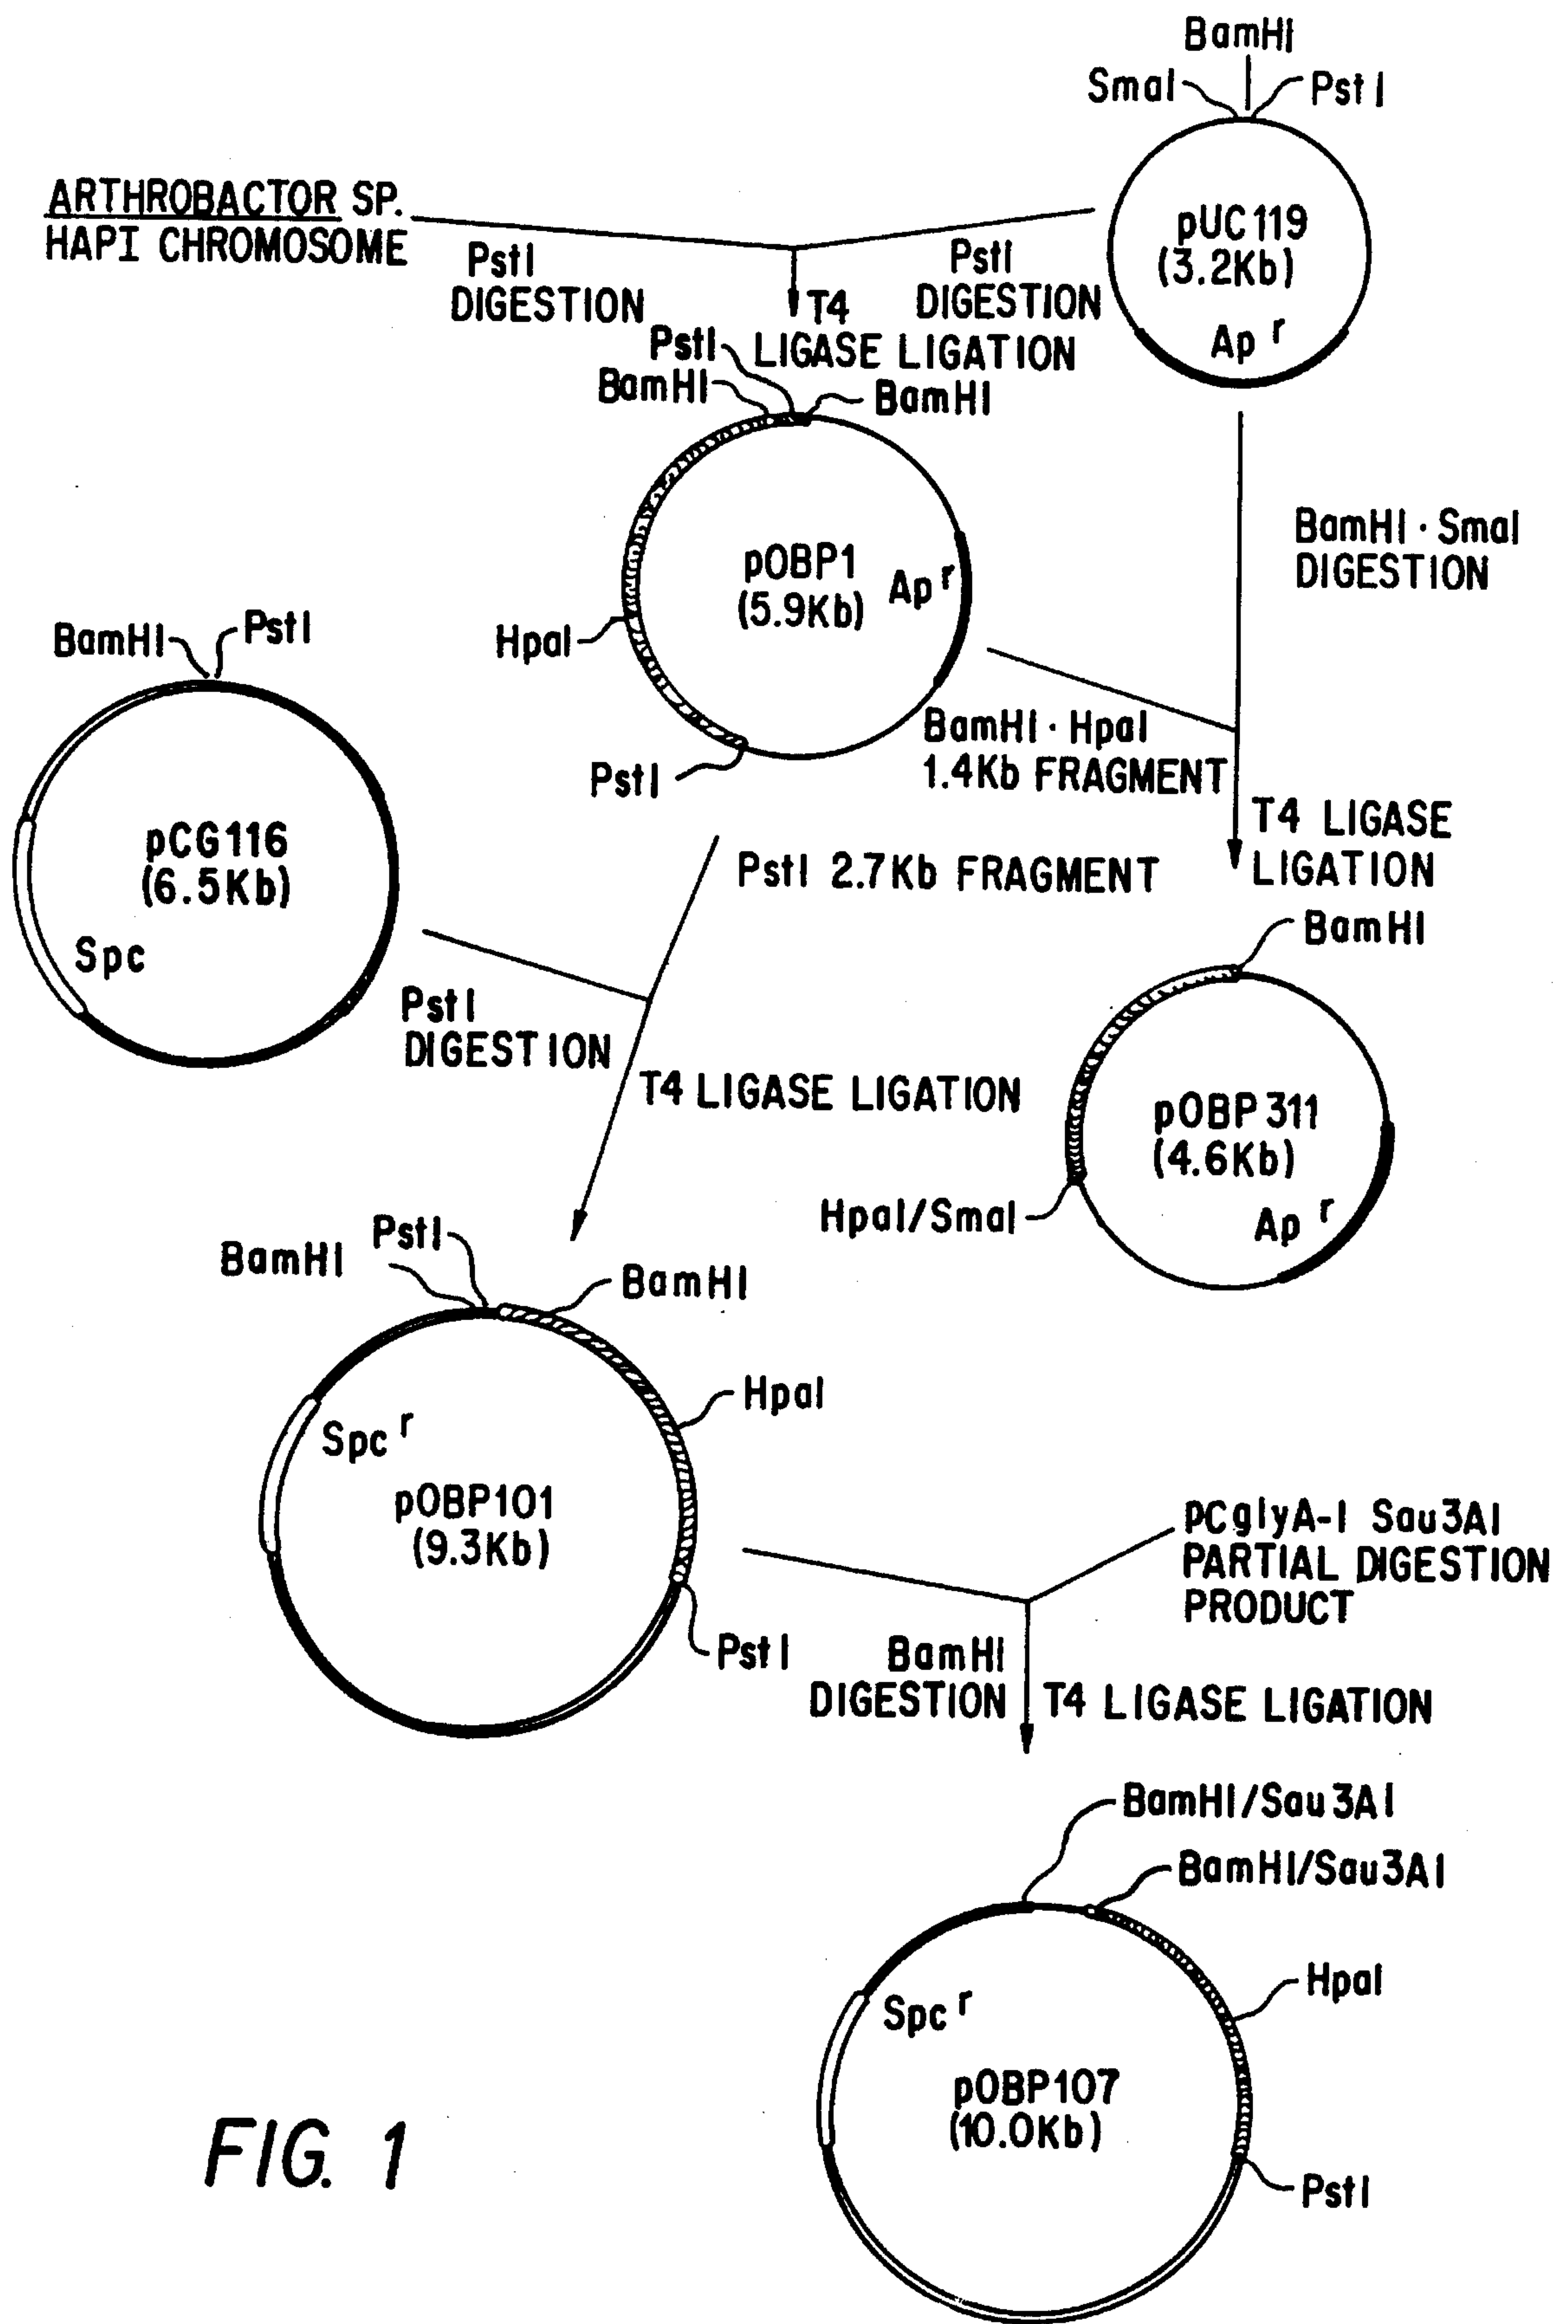 BamHI
SmaI
PstI
ARTHROBACTOR SP.
HAPI CHROMOSOME
pUC119
(3.2Kb)
Ap r
PstI
DIGESTION
PstI
DIGESTION
T4
LIGASE LIGATION
PstI
BamHI
BamHI
pOBP1
(5.9Kb)
Ap r
HpaI
PstI
BamHI · SmaI
DIGESTION
BamHI
PstI
pCG116
(6.5Kb)
Spc
BamHI · HpaI
1.4Kb FRAGMENT
T4 LIGASE
LIGATION
PstI 2.7Kb FRAGMENT
PstI
DIGESTION
T4 LIGASE LIGATION
BamHI
pOBP311
(4.6Kb)
HpaI/SmaI
Ap r
PstI
BamHI
BamHI
HpaI
Spc r
pOBP101
(9.3Kb)
PstI
pCglyA-I Sau3AI
PARTIAL DIGESTION
PRODUCT
BamHI
DIGESTION
T4 LIGASE LIGATION
BamHI/Sau3AI
BamHI/Sau3AI
HpaI
Spc r
pOBP107
(10.0Kb)
PstI
FIG. 1